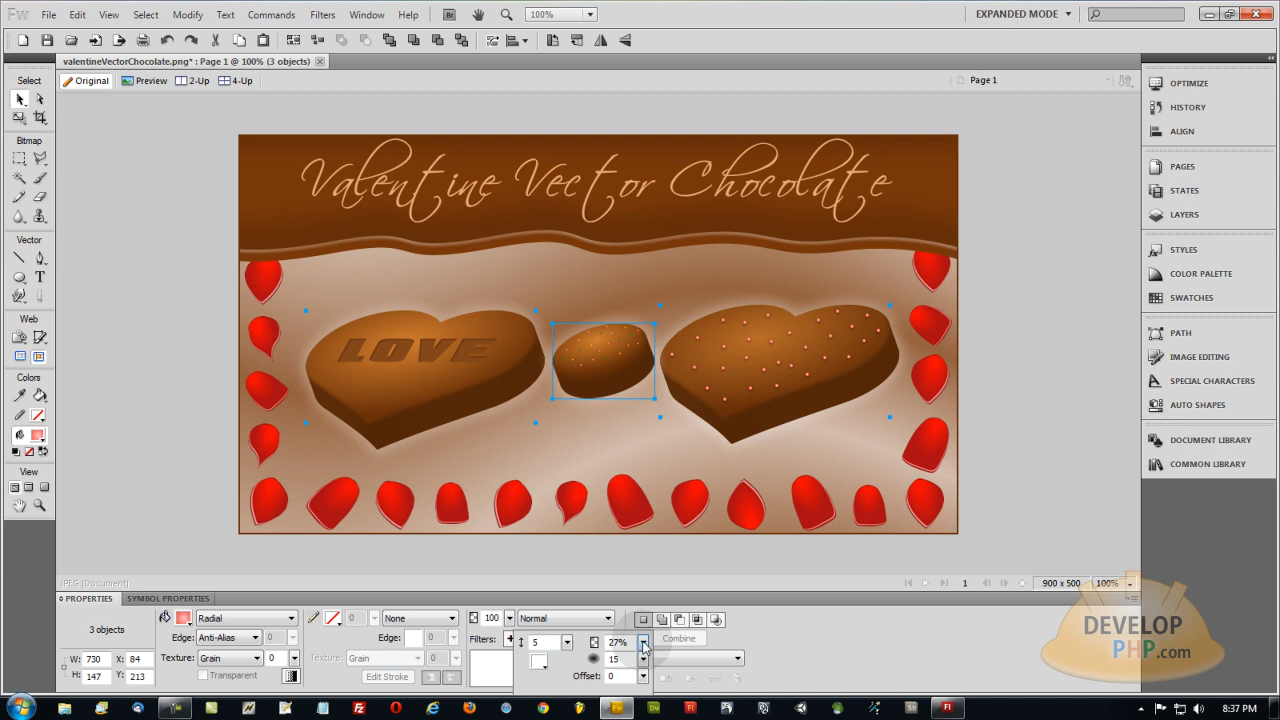 Fw File Edit View Select Modify Text Commands Filters Window Help Br 100% EXPANDED MODE
valentineVectorChocolate.png* : Page 1 @ 100% (3 objects)
Original Preview 2-Up 4-Up Page 1
Select
Bitmap
Vector
Web
Colors
View
Valentine Vector Chocolate
LOVE
OPTIMIZE
HISTORY
ALIGN
PAGES
STATES
LAYERS
STYLES
COLOR PALETTE
SWATCHES
PATH
IMAGE EDITING
SPECIAL CHARACTERS
AUTO SHAPES
DOCUMENT LIBRARY
COMMON LIBRARY
JPEG (Document) 1 900 x 500 100%
PROPERTIES SYMBOL PROPERTIES
3 objects
W: 730 X: 84
H: 147 Y: 213
Radial
Edge: Anti-Alias 0
Texture: Grain 0
Transparent
0 None
Edge: 0
Texture: Grain 0
Edit Stroke
100 Normal
Filters:
5 27%
15
Offset: 0
Combine
DEVELOP
PHP.com
8:37 PM